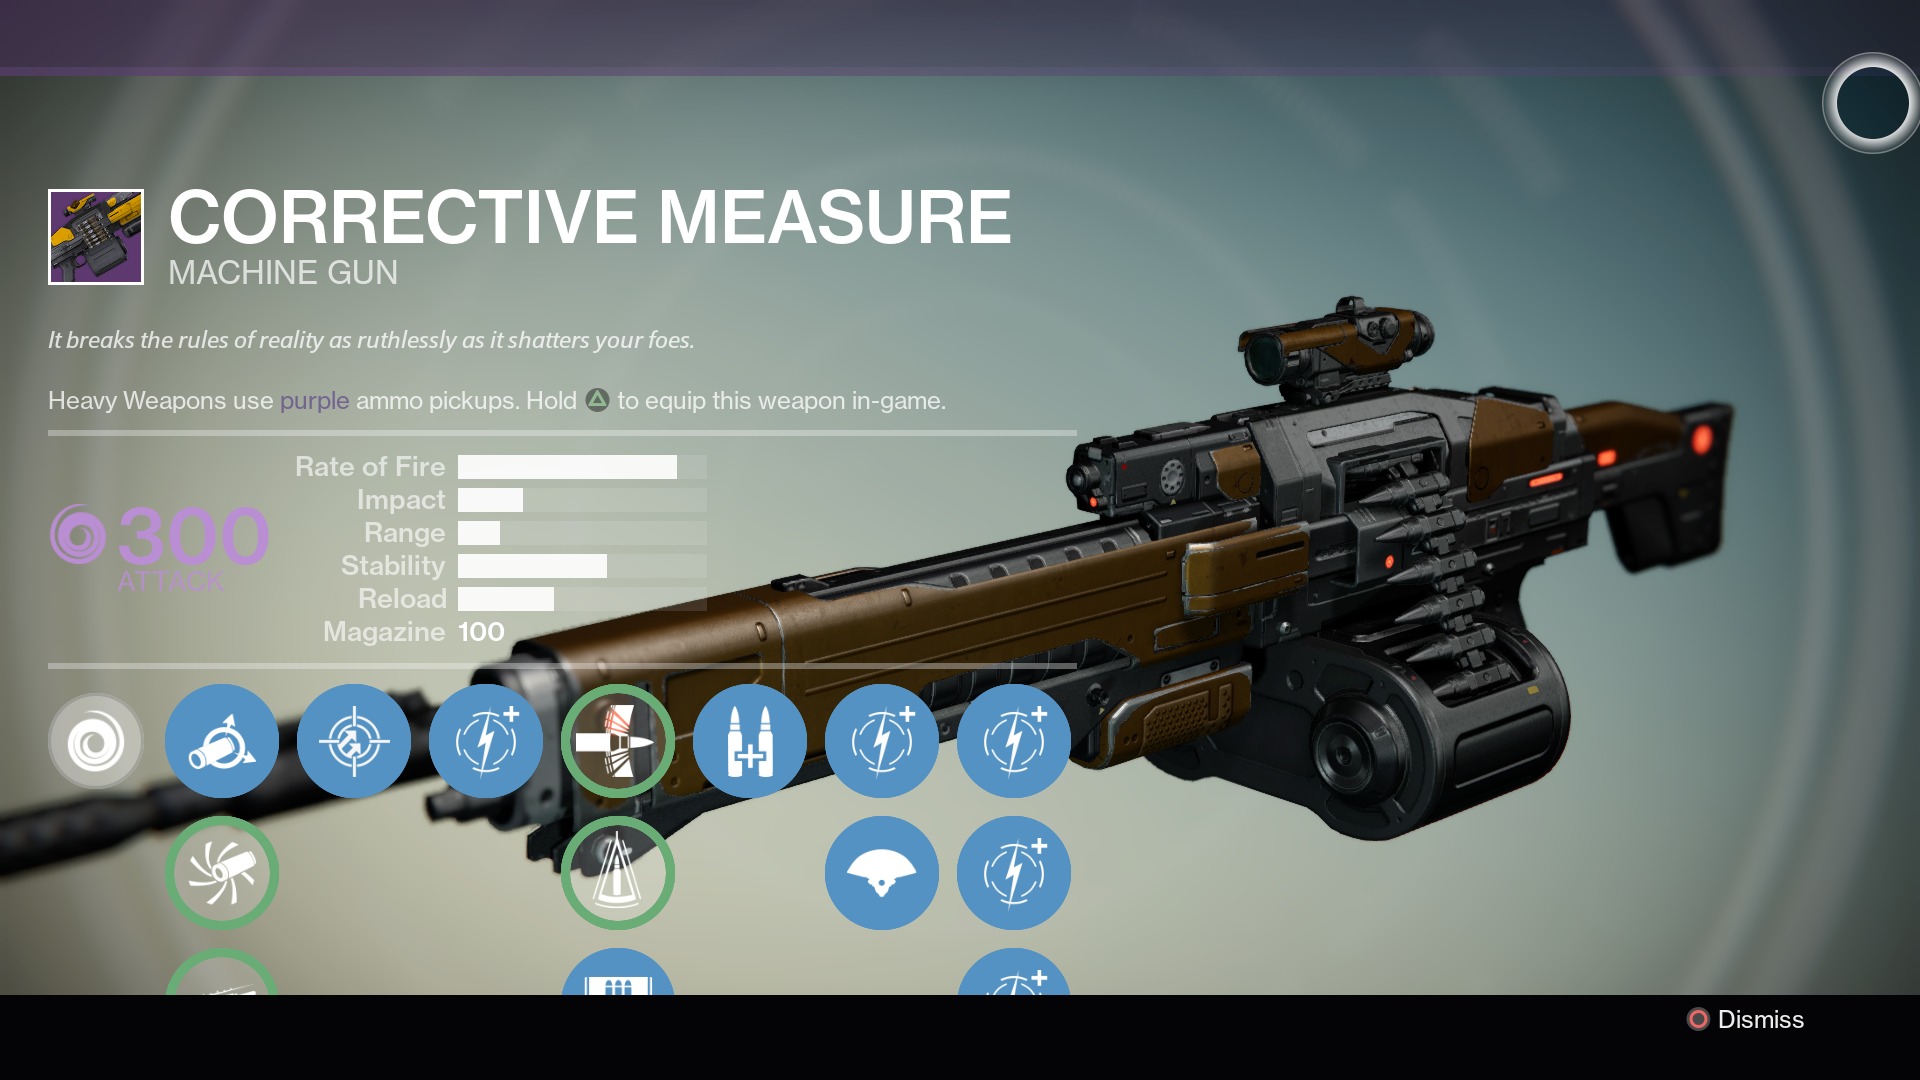 CORRECTIVE MEASURE
MACHINE GUN
It breaks the rules of reality as ruthlessly as it shatters your foes.
Heavy Weapons use purple ammo pickups. Hold to equip this weapon in-game.
300
ATTACK
Rate of Fire
Impact
Range
Stability
Reload
Magazine 100
Dismiss